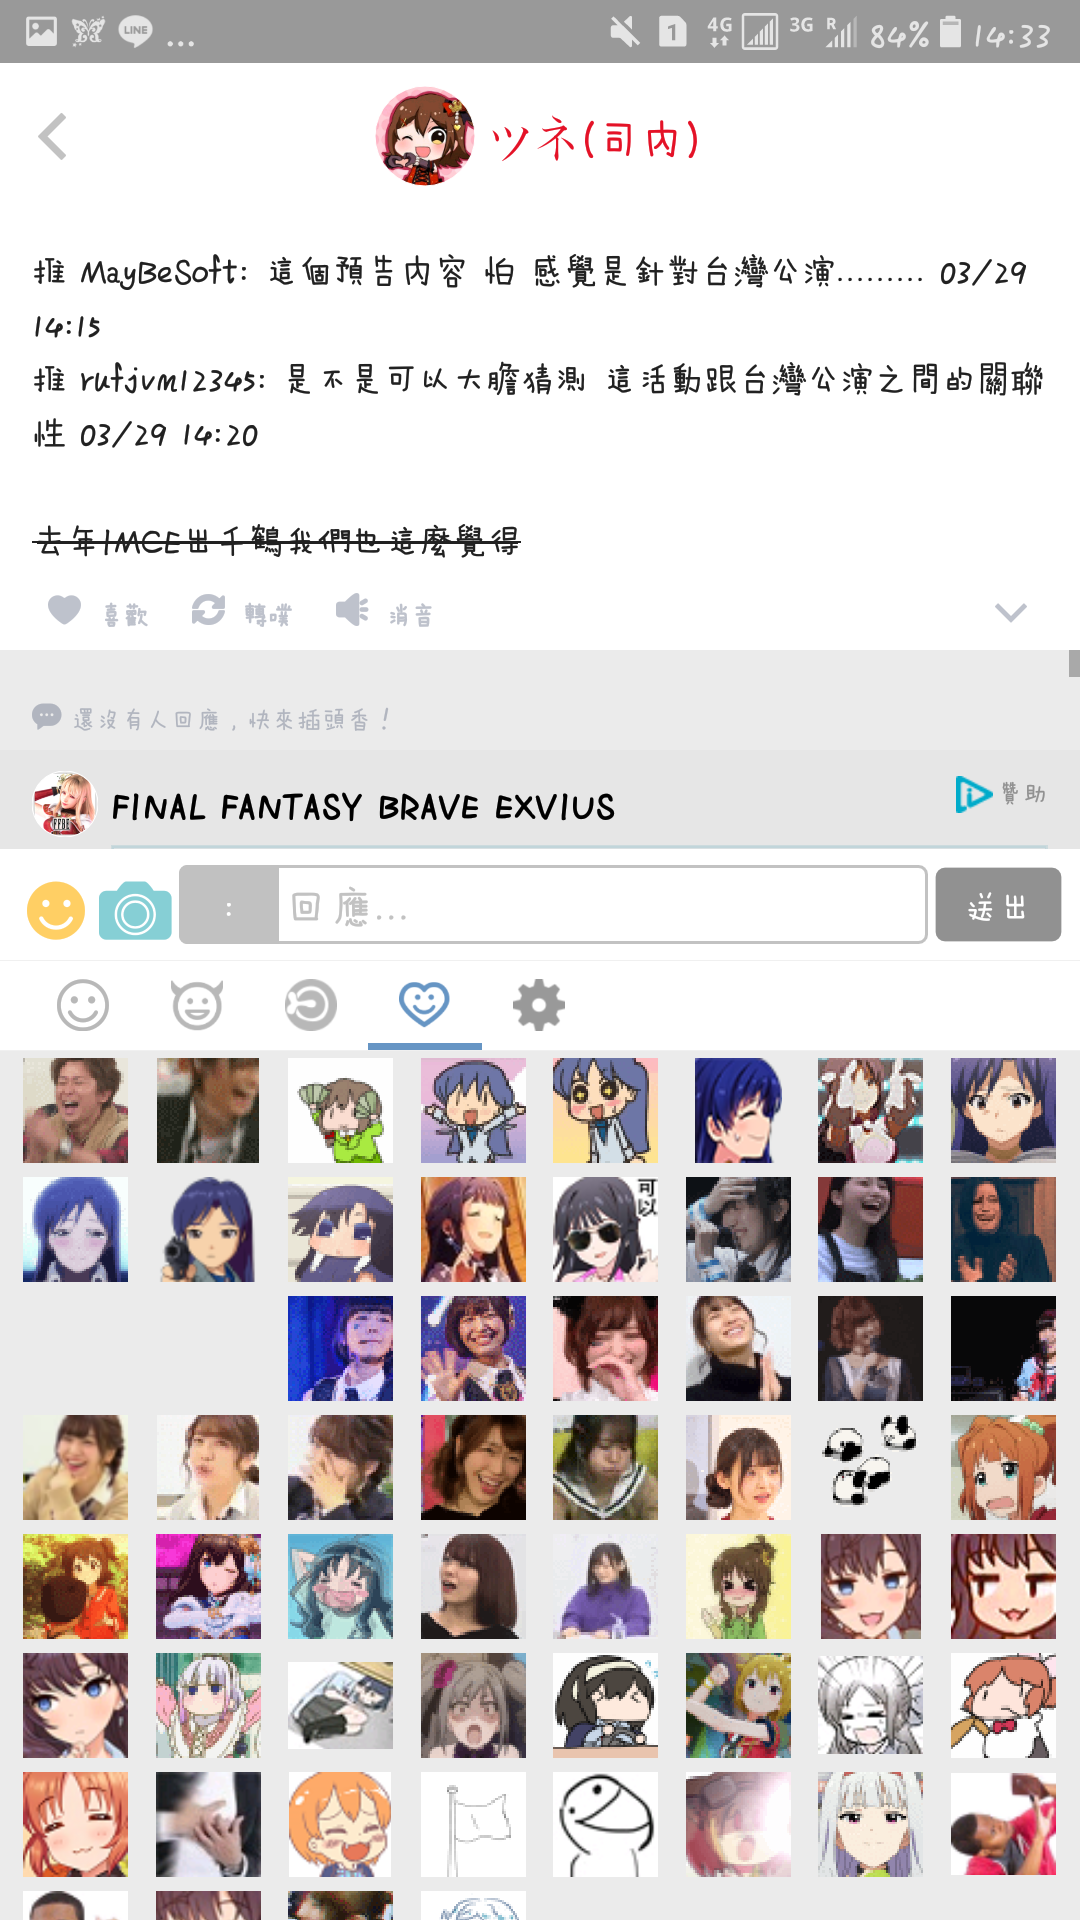 LINE ... 1 4G 3G R 84% 14:33
ツネ(司內)
推 MayBeSoft: 這個預告內容 怕 感覺是針對台灣公演......... 03/29
14:15
推 rufjvm12345: 是不是可以大膽猜測 這活動跟台灣公演之間的關聯
性 03/29 14:20
去年IMCE出千鶴我們也這麼覺得
喜歡 轉噗 消音
還沒有人回應，快來插頭香！
FINAL FANTASY BRAVE EXVIUS
贊助
FFBE
: 回應... 送出
可以